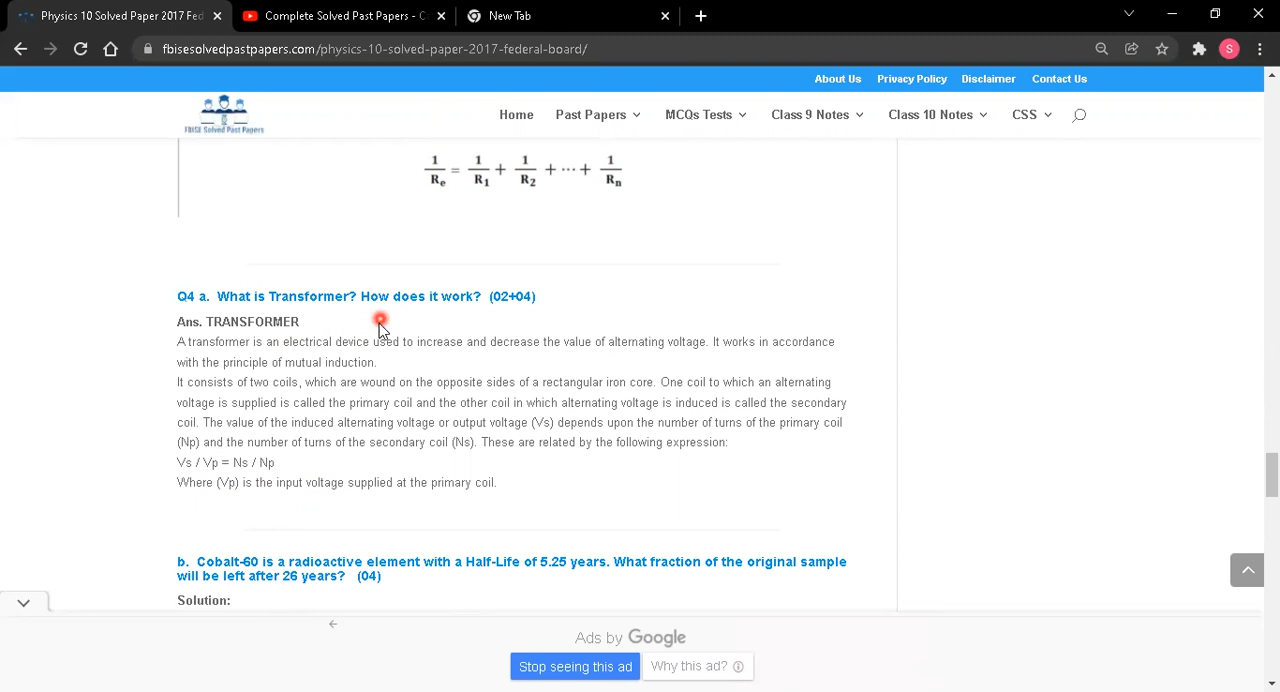 Physics 10 Solved Paper 2017 Fed
Complete Solved Past Papers - C
New Tab
fbisesolvedpastpapers.com/physics-10-solved-paper-2017-federal-board/
S
About Us Privacy Policy Disclaimer Contact Us
FBISE Solved Past Papers
Home Past Papers MCQs Tests Class 9 Notes Class 10 Notes CSS
1/Re = 1/R1 + 1/R2 + ··· + 1/Rn
Q4 a. What is Transformer? How does it work? (02+04)
Ans. TRANSFORMER
A transformer is an electrical device used to increase and decrease the value of alternating voltage. It works in accordance
with the principle of mutual induction.
It consists of two coils, which are wound on the opposite sides of a rectangular iron core. One coil to which an alternating
voltage is supplied is called the primary coil and the other coil in which alternating voltage is induced is called the secondary
coil. The value of the induced alternating voltage or output voltage (Vs) depends upon the number of turns of the primary coil
(Np) and the number of turns of the secondary coil (Ns). These are related by the following expression:
Vs / Vp = Ns / Np
Where (Vp) is the input voltage supplied at the primary coil.
b. Cobalt-60 is a radioactive element with a Half-Life of 5.25 years. What fraction of the original sample
will be left after 26 years? (04)
Solution:
Ads by Google
Stop seeing this ad Why this ad?